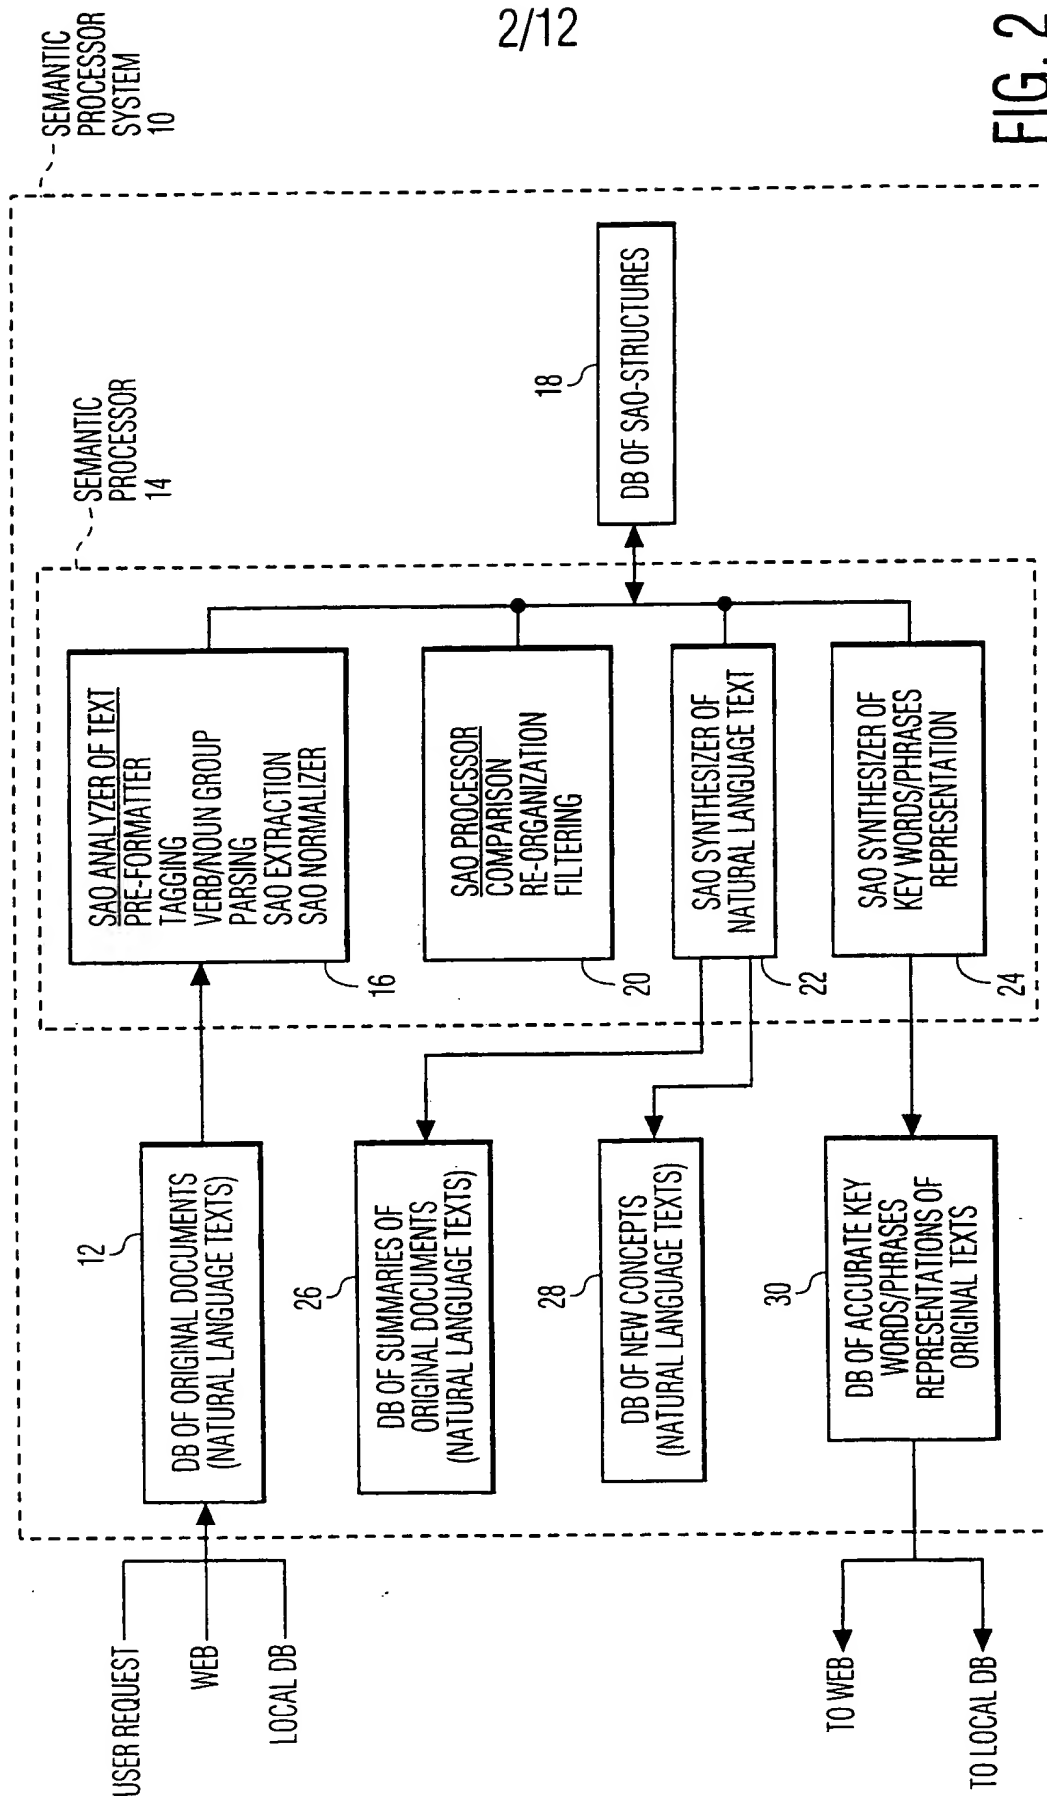 2/12
SEMANTIC
PROCESSOR
SYSTEM
10
SEMANTIC
PROCESSOR
14
USER REQUEST
WEB
LOCAL DB
12
DB OF ORIGINAL DOCUMENTS
(NATURAL LANGUAGE TEXTS)
SAO ANALYZER OF TEXT
PRE-FORMATTER
TAGGING
VERB/NOUN GROUP
PARSING
SAO EXTRACTION
SAO NORMALIZER
16
26
DB OF SUMMARIES OF
ORIGINAL DOCUMENTS
(NATURAL LANGUAGE TEXTS)
SAO PROCESSOR
COMPARISON
RE-ORGANIZATION
FILTERING
20
18
DB OF SAO-STRUCTURES
28
DB OF NEW CONCEPTS
(NATURAL LANGUAGE TEXTS)
SAO SYNTHESIZER OF
NATURAL LANGUAGE TEXT
22
30
DB OF ACCURATE KEY
WORDS/PHRASES
REPRESENTATIONS OF
ORIGINAL TEXTS
SAO SYNTHESIZER OF
KEY WORDS/PHRASES
REPRESENTATION
24
TO WEB
TO LOCAL DB
FIG. 2